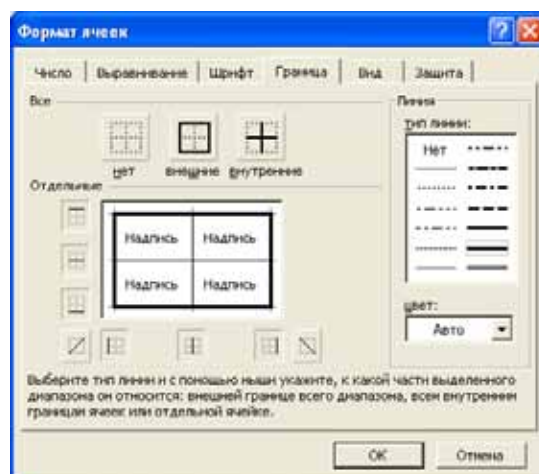 Формат ячеек
Число Выравнивание Шрифт Граница Вид Защита
Все
нет внешние внутренние
Отдельные
Надпись Надпись
Надпись Надпись
Линия
тип линии:
Нет
цвет:
Авто
Выберите тип линии и с помощью мыши укажите, к какой части выделенного
диапазона он относится: внешней границе всего диапазона, всем внутренним
границам ячеек или отдельной ячейке.
ОК Отмена